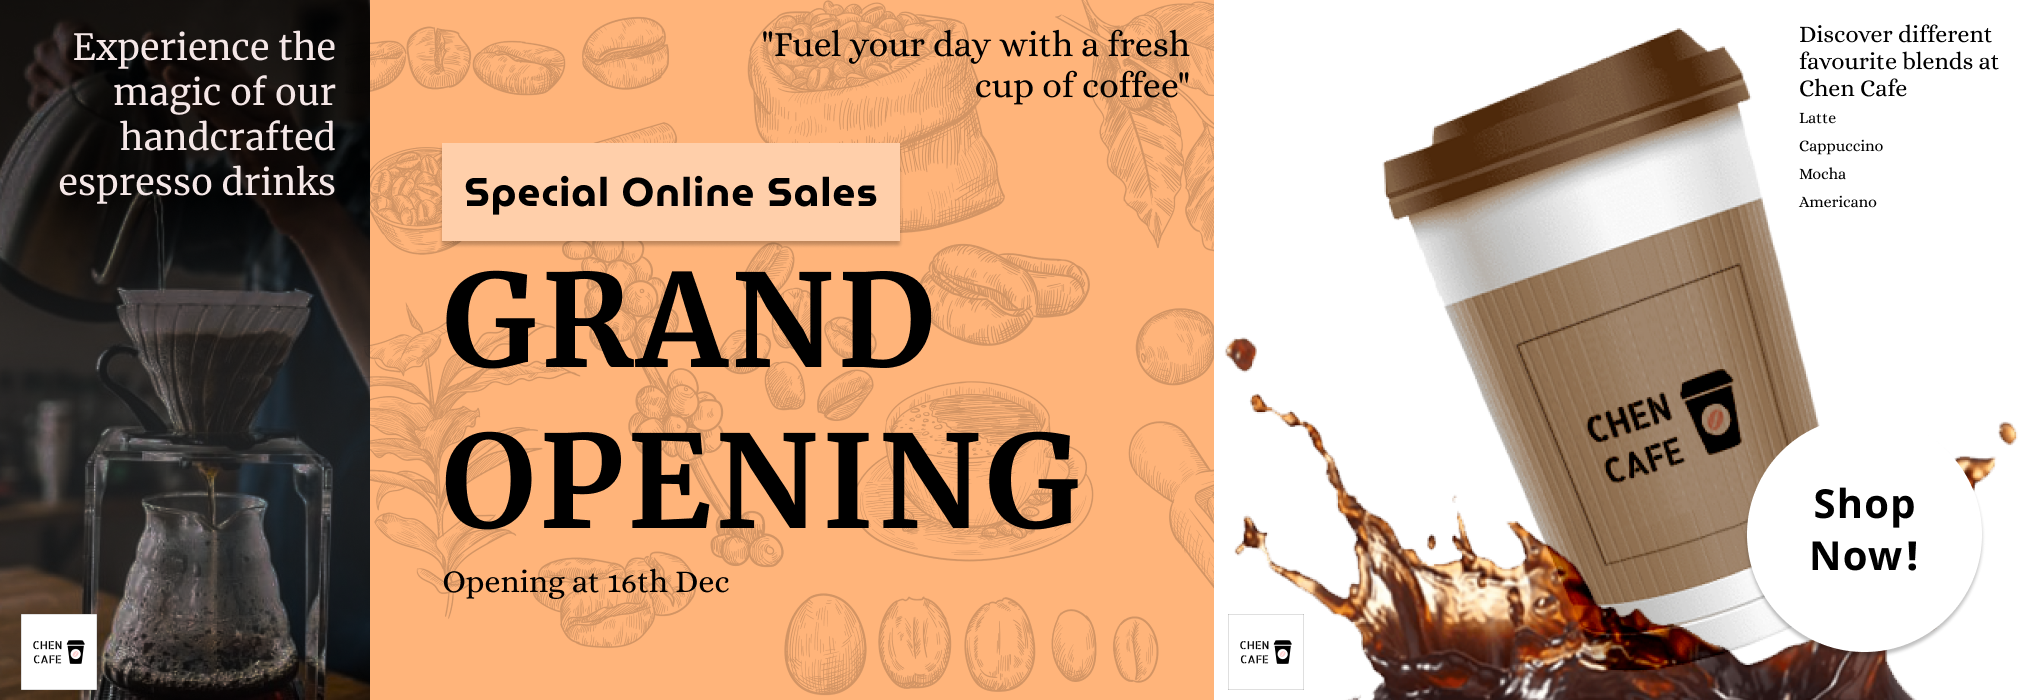 Experience the
magic of our
handcrafted
espresso drinks
CHEN
CAFE
"Fuel your day with a fresh
cup of coffee"
Special Online Sales
GRAND
OPENING
Opening at 16th Dec
Discover different
favourite blends at
Chen Cafe
Latte
Cappuccino
Mocha
Americano
CHEN
CAFE
Shop
Now!
CHEN
CAFE